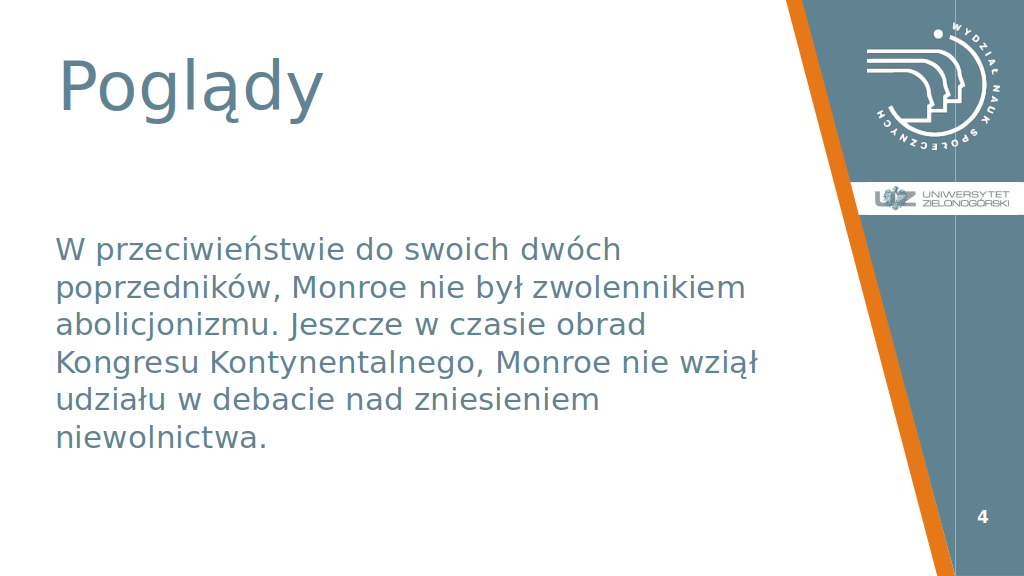 Poglądy
W przeciwieństwie do swoich dwóch
poprzedników, Monroe nie był zwolennikiem
abolicjonizmu. Jeszcze w czasie obrad
Kongresu Kontynentalnego, Monroe nie wziął
udziału w debacie nad zniesieniem
niewolnictwa.
WYDZIAŁ NAUK SPOŁECZNYCH
UZ UNIWERSYTET
ZIELONOGÓRSKI
4